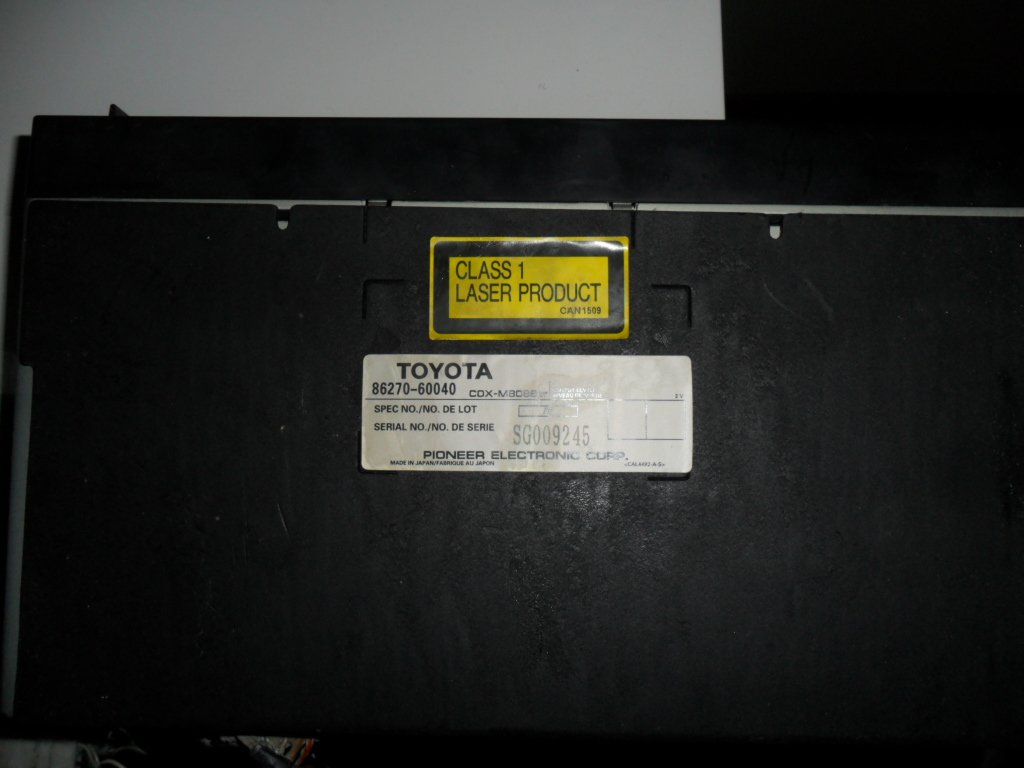 CLASS 1
LASER PRODUCT
CAN1509
TOYOTA
86270-60040
SPEC NO./NO. DE LOT
SERIAL NO./NO. DE SERIE SG009245
PIONEER ELECTRONIC CORP.
MADE IN JAPAN/FABRIQUE AU JAPON